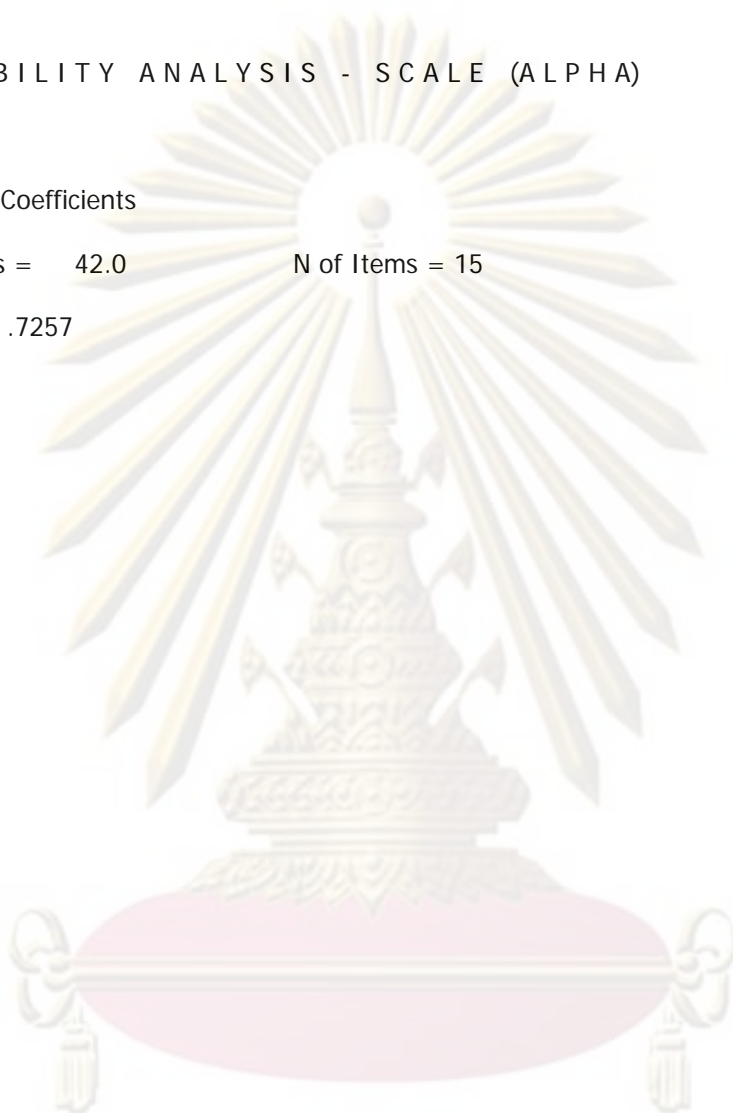 BILITY ANALYSIS - SCALE (ALPHA)
Coefficients
s = 42.0 N of Items = 15
.7257